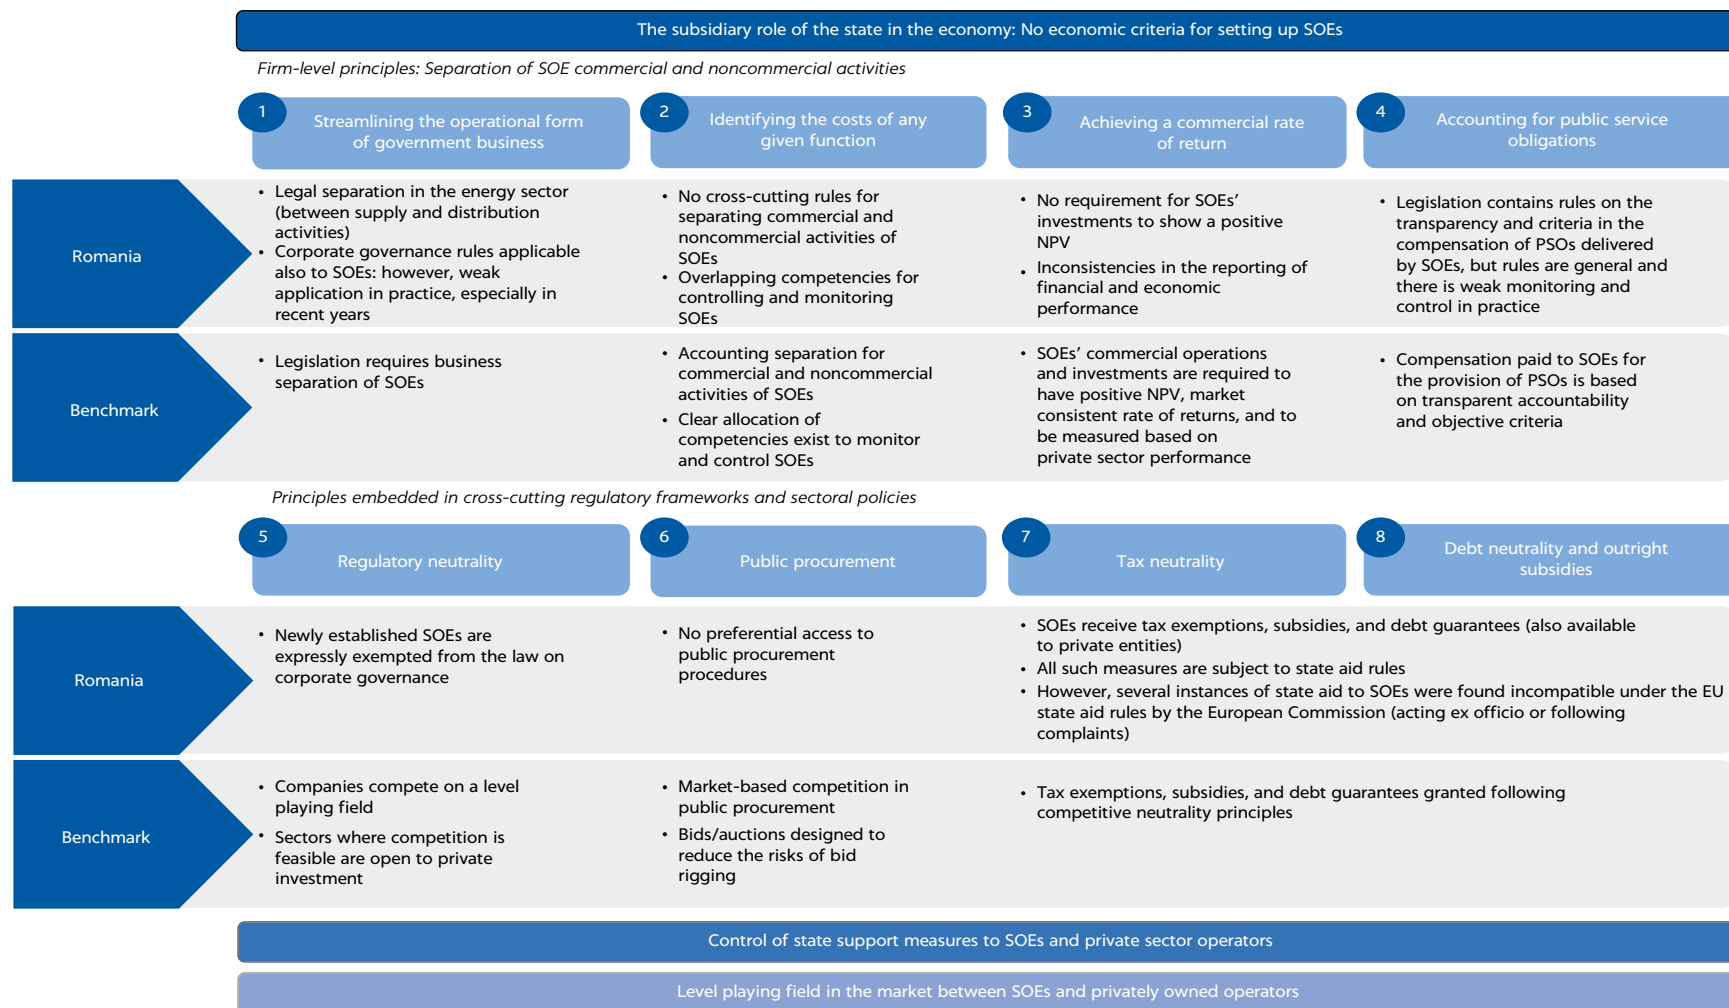 The subsidiary role of the state in the economy: No economic criteria for setting up SOEs
Firm-level principles: Separation of SOE commercial and noncommercial activities
1
Streamlining the operational form
of government business
2
Identifying the costs of any
given function
3
Achieving a commercial rate
of return
4
Accounting for public service
obligations
Romania
• Legal separation in the energy sector
(between supply and distribution
activities)
• Corporate governance rules applicable
also to SOEs: however, weak
application in practice, especially in
recent years
• No cross-cutting rules for
separating commercial and
noncommercial activities of
SOEs
• Overlapping competencies for
controlling and monitoring
SOEs
• No requirement for SOEs'
investments to show a positive
NPV
• Inconsistencies in the reporting of
financial and economic
performance
• Legislation contains rules on the
transparency and criteria in the
compensation of PSOs delivered
by SOEs, but rules are general and
there is weak monitoring and
control in practice
Benchmark
• Legislation requires business
separation of SOEs
• Accounting separation for
commercial and noncommercial
activities of SOEs
• Clear allocation of
competencies exist to monitor
and control SOEs
• SOEs' commercial operations
and investments are required to
have positive NPV, market
consistent rate of returns, and to
be measured based on
private sector performance
• Compensation paid to SOEs for
the provision of PSOs is based
on transparent accountability
and objective criteria
Principles embedded in cross-cutting regulatory frameworks and sectoral policies
5
Regulatory neutrality
6
Public procurement
7
Tax neutrality
8
Debt neutrality and outright
subsidies
Romania
• Newly established SOEs are
expressly exempted from the law on
corporate governance
• No preferential access to
public procurement
procedures
• SOEs receive tax exemptions, subsidies, and debt guarantees (also available
to private entities)
• All such measures are subject to state aid rules
• However, several instances of state aid to SOEs were found incompatible under the EU
state aid rules by the European Commission (acting ex officio or following
complaints)
Benchmark
• Companies compete on a level
playing field
• Sectors where competition is
feasible are open to private
investment
• Market-based competition in
public procurement
• Bids/auctions designed to
reduce the risks of bid
rigging
• Tax exemptions, subsidies, and debt guarantees granted following
competitive neutrality principles
Control of state support measures to SOEs and private sector operators
Level playing field in the market between SOEs and privately owned operators